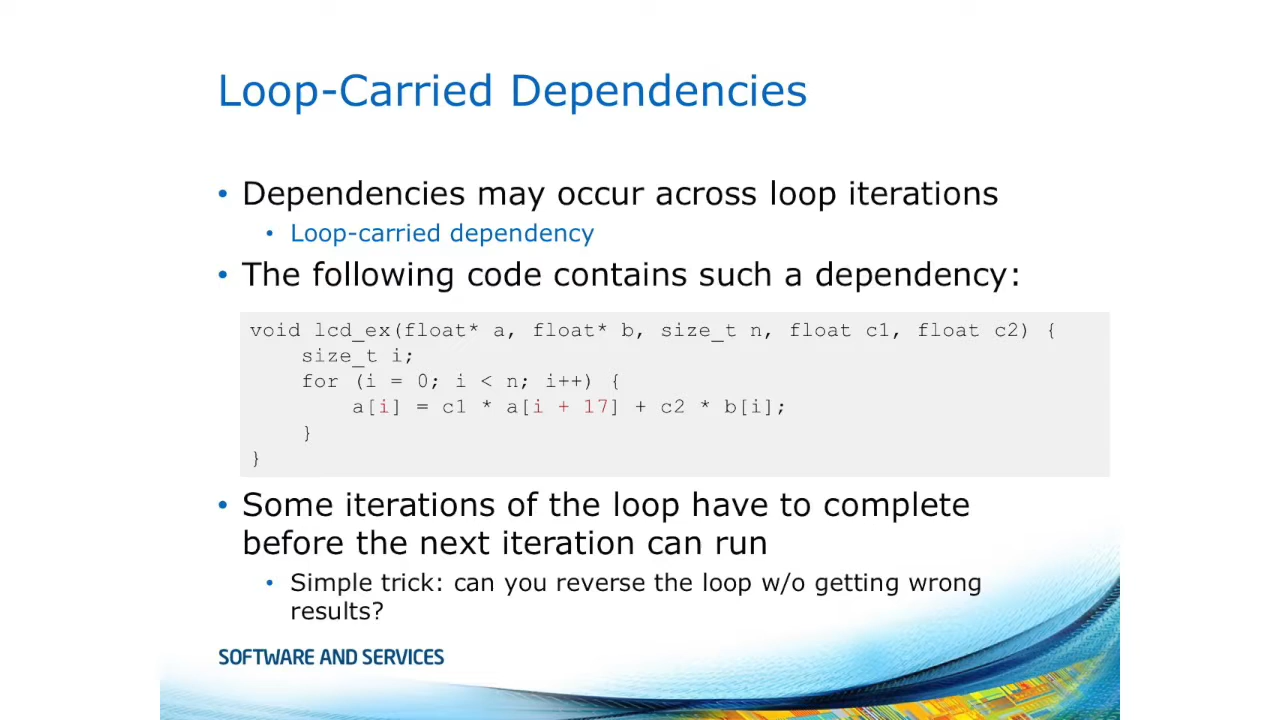 Loop-Carried Dependencies
• Dependencies may occur across loop iterations
• Loop-carried dependency
• The following code contains such a dependency:
void lcd_ex(float* a, float* b, size_t n, float c1, float c2) {
    size_t i;
    for (i = 0; i < n; i++) {
        a[i] = c1 * a[i + 17] + c2 * b[i];
    }
}
• Some iterations of the loop have to complete
before the next iteration can run
• Simple trick: can you reverse the loop w/o getting wrong
results?
SOFTWARE AND SERVICES